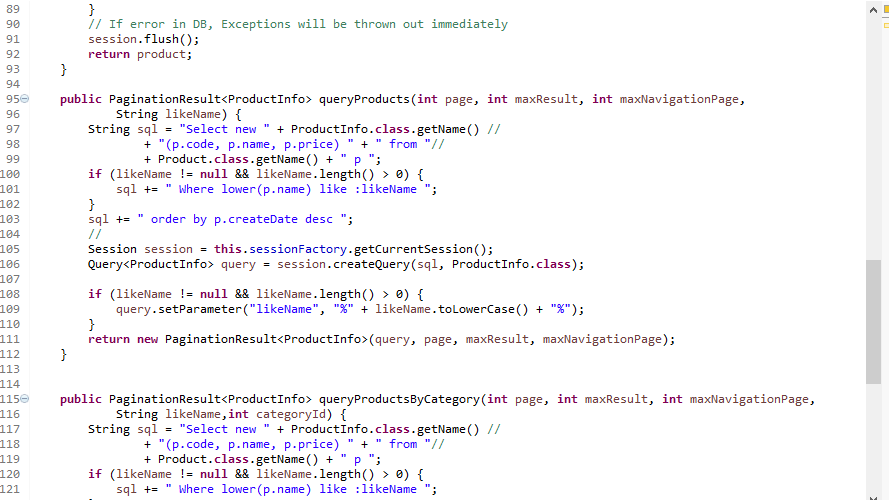 89 }
90 // If error in DB, Exceptions will be thrown out immediately
91 session.flush();
92 return product;
93 }
94
95 public PaginationResult<ProductInfo> queryProducts(int page, int maxResult, int maxNavigationPage,
96 String likeName) {
97 String sql = "Select new " + ProductInfo.class.getName() //
98 + "(p.code, p.name, p.price) " + " from "//
99 + Product.class.getName() + " p ";
100 if (likeName != null && likeName.length() > 0) {
101 sql += " Where lower(p.name) like :likeName ";
102 }
103 sql += " order by p.createDate desc ";
104 //
105 Session session = this.sessionFactory.getCurrentSession();
106 Query<ProductInfo> query = session.createQuery(sql, ProductInfo.class);
107
108 if (likeName != null && likeName.length() > 0) {
109 query.setParameter("likeName", "%" + likeName.toLowerCase() + "%");
110 }
111 return new PaginationResult<ProductInfo>(query, page, maxResult, maxNavigationPage);
112 }
113
114
115 public PaginationResult<ProductInfo> queryProductsByCategory(int page, int maxResult, int maxNavigationPage,
116 String likeName,int categoryId) {
117 String sql = "Select new " + ProductInfo.class.getName() //
118 + "(p.code, p.name, p.price) " + " from "//
119 + Product.class.getName() + " p ";
120 if (likeName != null && likeName.length() > 0) {
121 sql += " Where lower(p.name) like :likeName ";